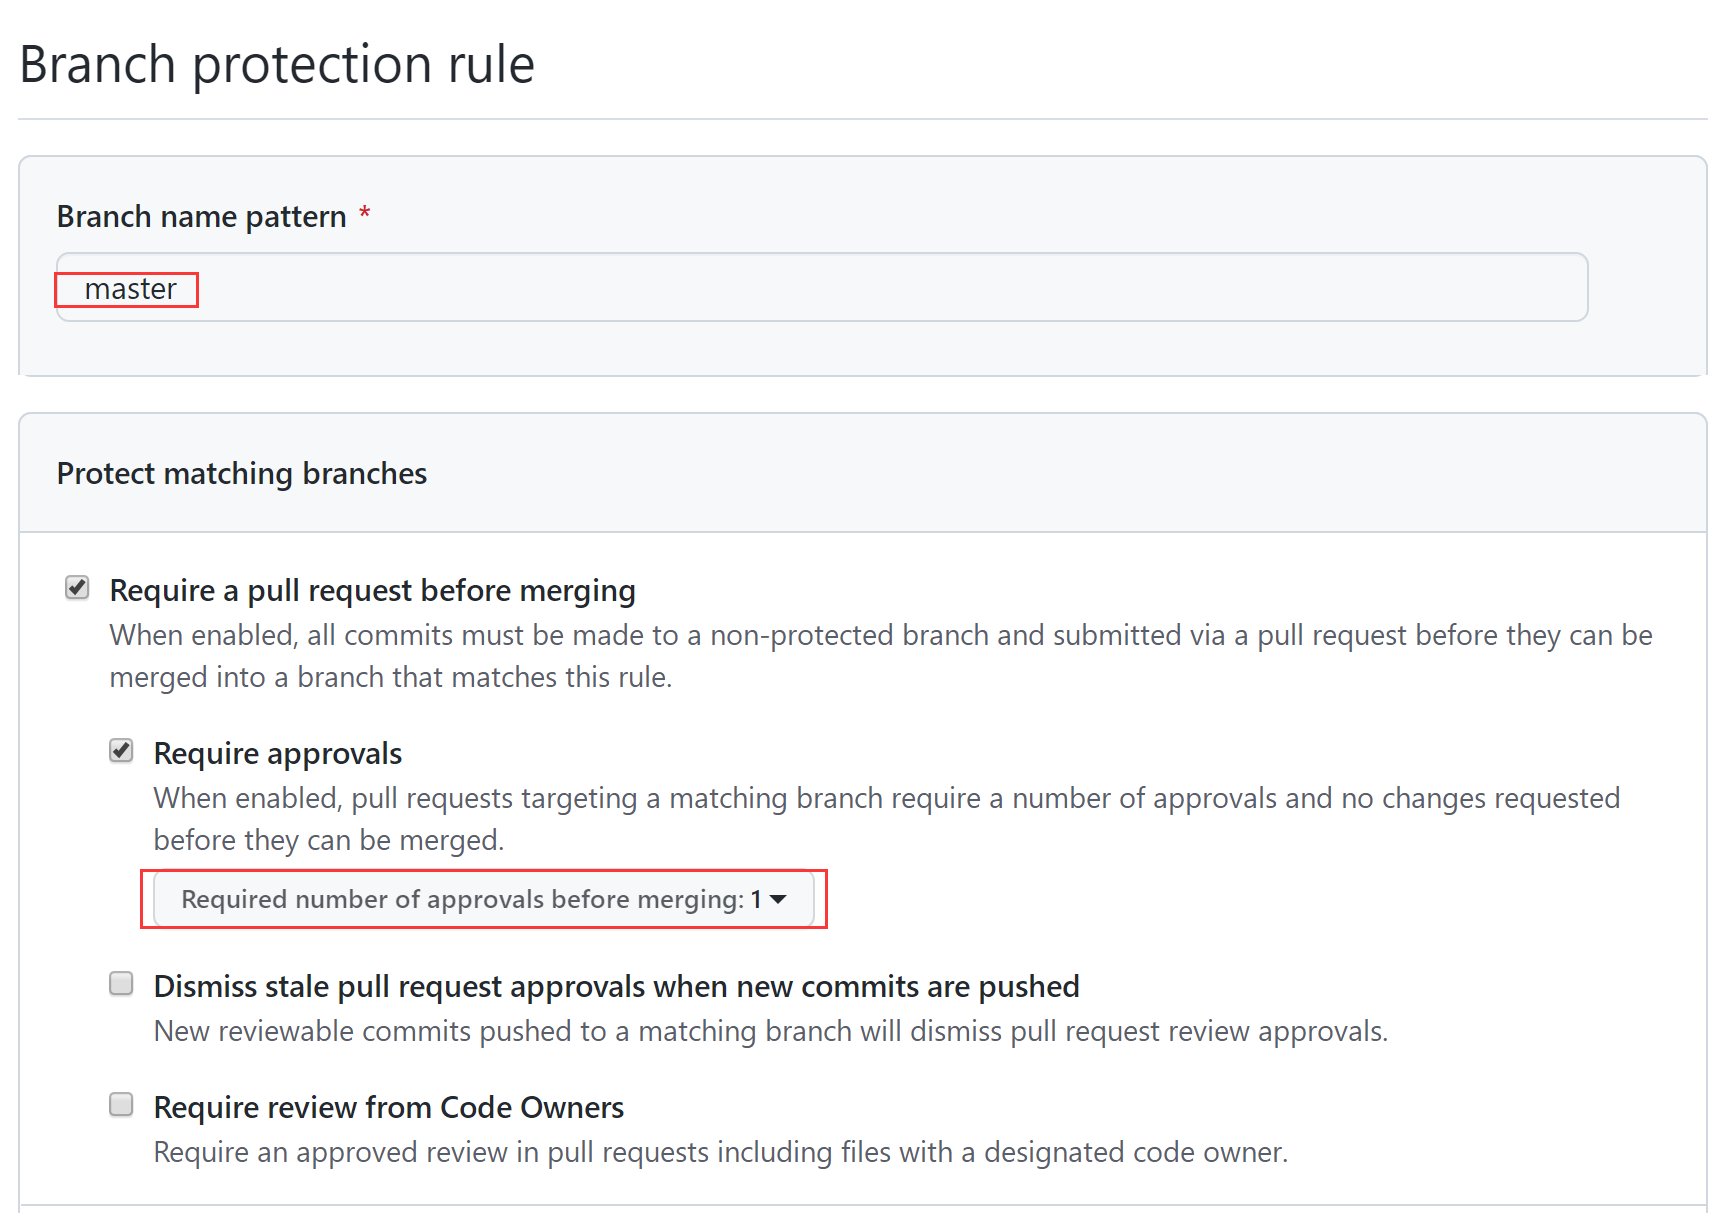 Branch protection rule
Branch name pattern *
master
Protect matching branches
Require a pull request before merging
When enabled, all commits must be made to a non-protected branch and submitted via a pull request before they can be
merged into a branch that matches this rule.
Require approvals
When enabled, pull requests targeting a matching branch require a number of approvals and no changes requested
before they can be merged.
Required number of approvals before merging: 1
Dismiss stale pull request approvals when new commits are pushed
New reviewable commits pushed to a matching branch will dismiss pull request review approvals.
Require review from Code Owners
Require an approved review in pull requests including files with a designated code owner.